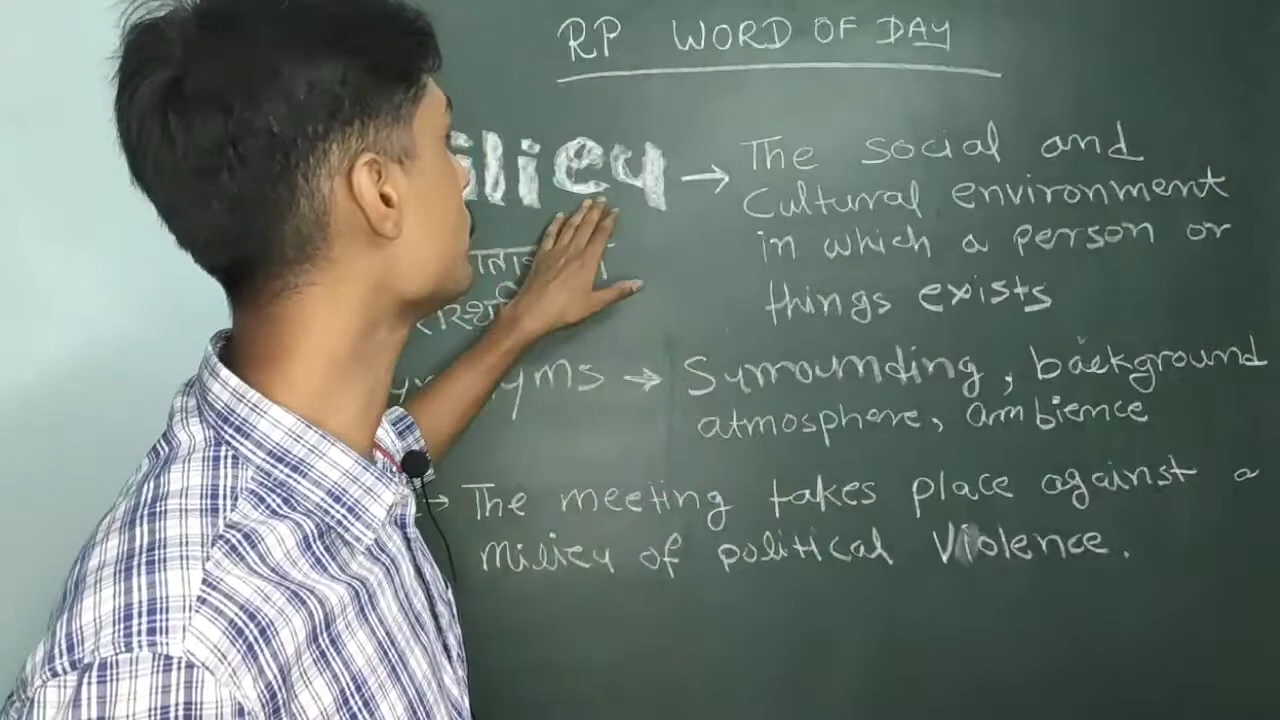 RP WORD OF DAY
ilieu → The social and
Cultural environment
in which a person or
things exists
yms → Surrounding, background
atmosphere, ambience
→ The meeting takes place against a
milieu of political Violence.